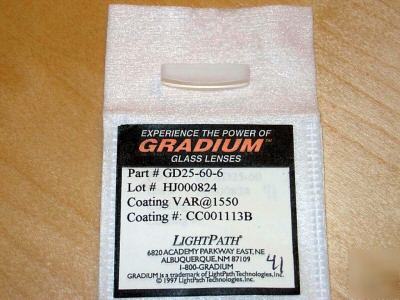 EXPERIENCE THE POWER OF
GRADIUM™
GLASS LENSES
Part # GD25-60-6
Lot # HJ000824
Coating VAR@1550
Coating #: CC001113B
LIGHTPATH®
6820 ACADEMY PARKWAY EAST, NE
ALBUQUERQUE, NM 87109
1-800-GRADIUM
GRADIUM is a trademark of LightPath Technologies, Inc.
© 1997 LightPath Technologies, Inc.
41